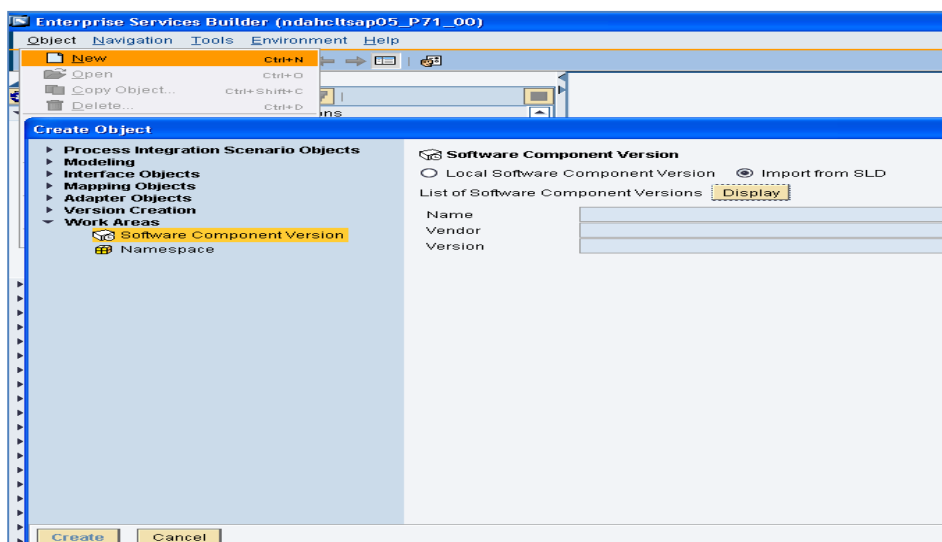 Enterprise Services Builder (ndahcltsap05_P71_00)
Object Navigation Tools Environment Help
New Ctrl+N
Open Ctrl+O
Copy Object... Ctrl+Shift+C
Delete... Ctrl+D
ns
Create Object
Process Integration Scenario Objects
Modeling
Interface Objects
Mapping Objects
Adapter Objects
Version Creation
Work Areas
Software Component Version
Namespace
Software Component Version
Local Software Component Version Import from SLD
List of Software Component Versions Display
Name
Vendor
Version
Create Cancel